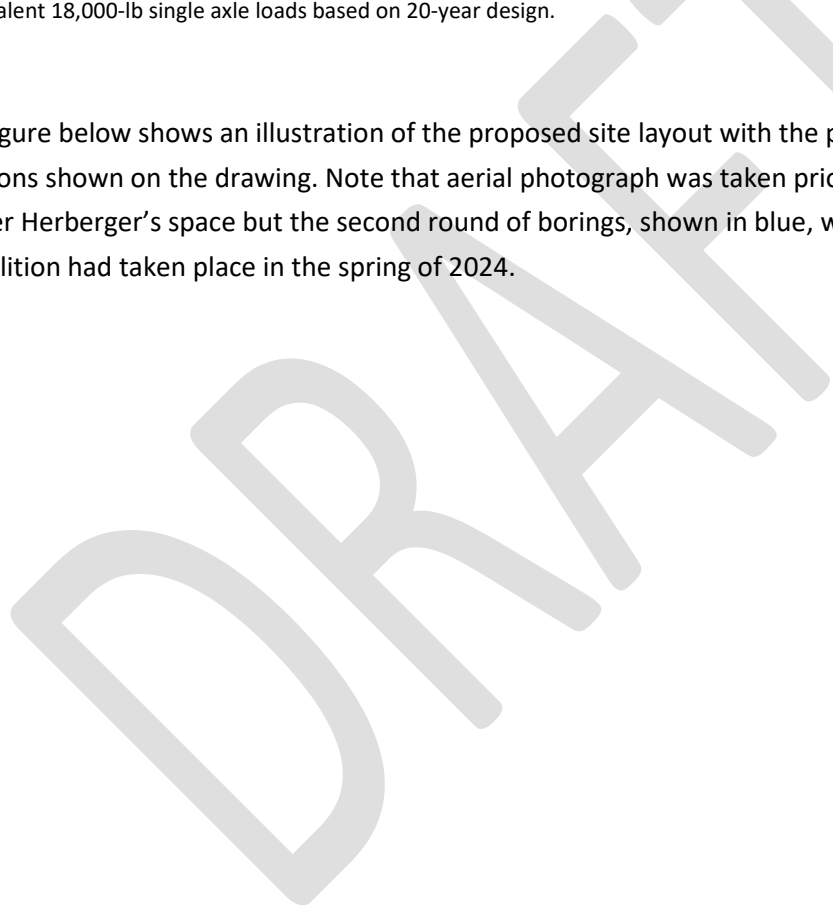 alent 18,000-lb single axle loads based on 20-year design.
gure below shows an illustration of the proposed site layout with the p
ons shown on the drawing. Note that aerial photograph was taken pric
er Herberger’s space but the second round of borings, shown in blue, w
lition had taken place in the spring of 2024.
DRAFT